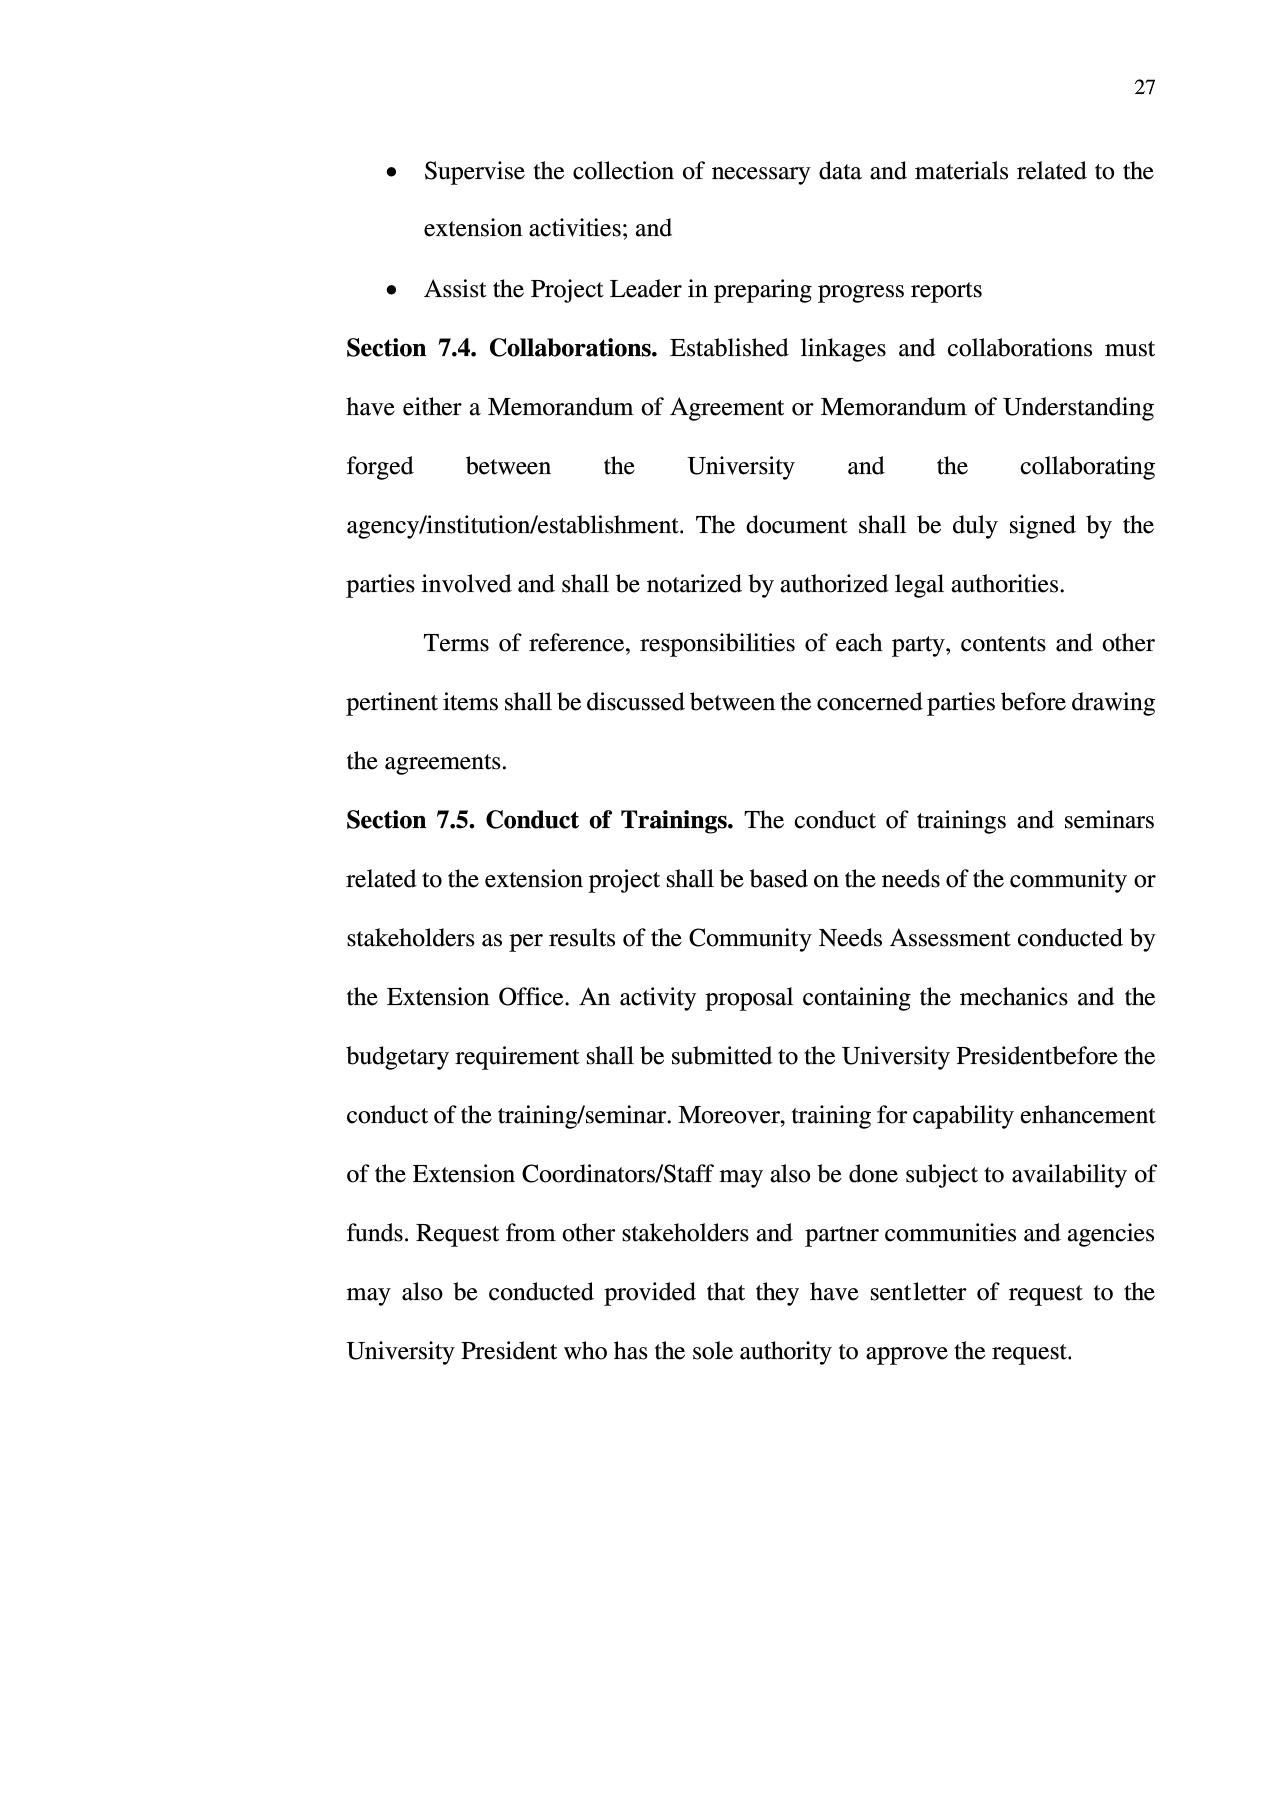 27
• Supervise the collection of necessary data and materials related to the
extension activities; and
• Assist the Project Leader in preparing progress reports
Section 7.4. Collaborations. Established linkages and collaborations must
have either a Memorandum of Agreement or Memorandum of Understanding
forged between the University and the collaborating
agency/institution/establishment. The document shall be duly signed by the
parties involved and shall be notarized by authorized legal authorities.
Terms of reference, responsibilities of each party, contents and other
pertinent items shall be discussed between the concerned parties before drawing
the agreements.
Section 7.5. Conduct of Trainings. The conduct of trainings and seminars
related to the extension project shall be based on the needs of the community or
stakeholders as per results of the Community Needs Assessment conducted by
the Extension Office. An activity proposal containing the mechanics and the
budgetary requirement shall be submitted to the University Presidentbefore the
conduct of the training/seminar. Moreover, training for capability enhancement
of the Extension Coordinators/Staff may also be done subject to availability of
funds. Request from other stakeholders and  partner communities and agencies
may also be conducted provided that they have sentletter of request to the
University President who has the sole authority to approve the request.